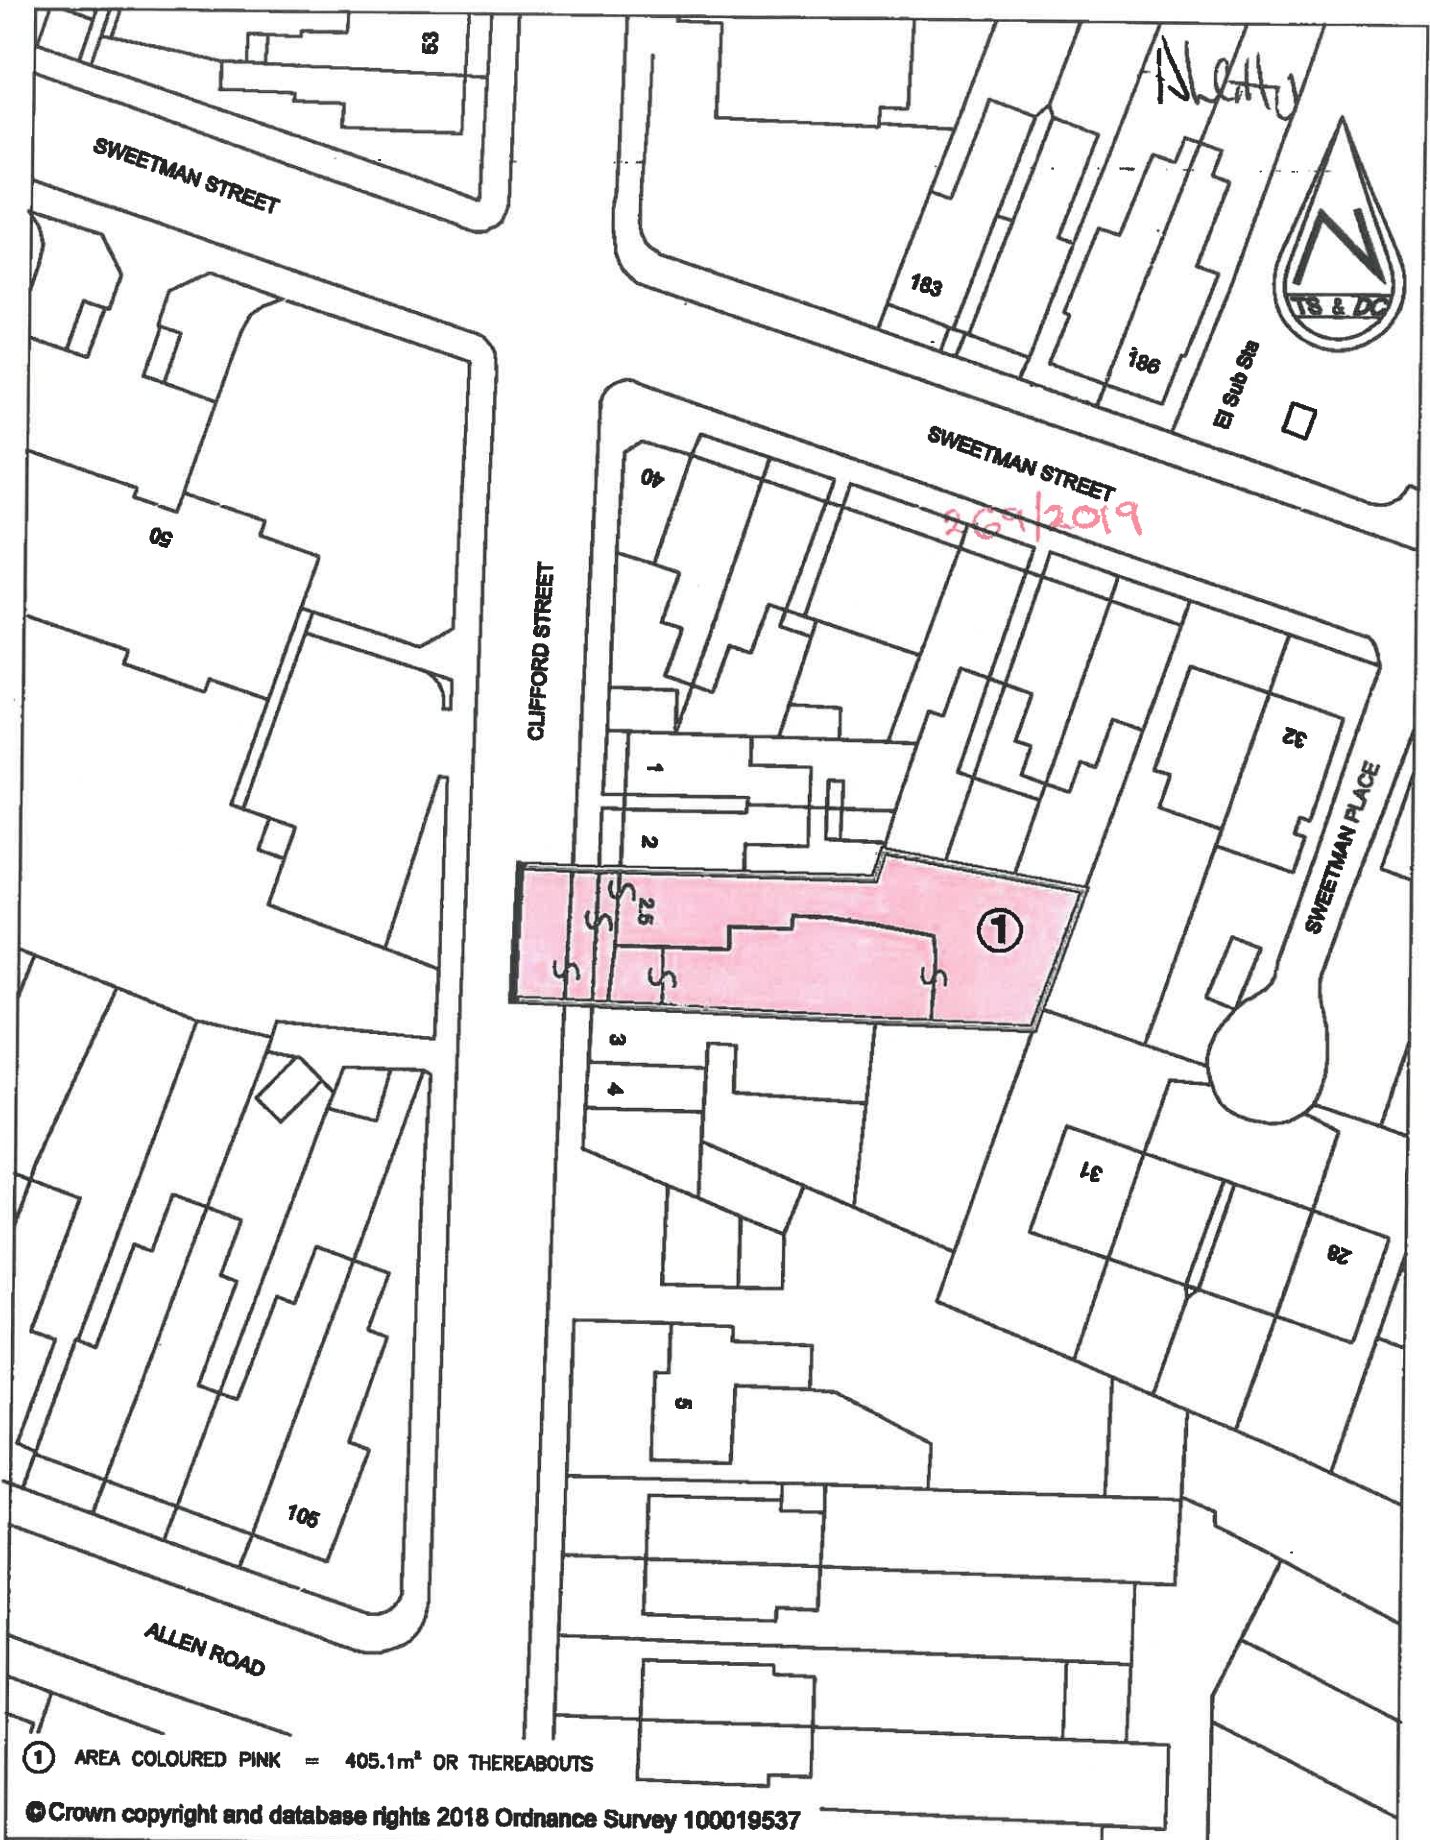 53
SWEETMAN STREET
183
186
N
TS & DC
El Sub Sta
SWEETMAN STREET
269/2019
40
50
CLIFFORD STREET
1
2
2.5
32
SWEETMAN PLACE
1
3
4
31
28
5
105
ALLEN ROAD
1 AREA COLOURED PINK = 405.1m² OR THEREABOUTS
© Crown copyright and database rights 2018 Ordnance Survey 100019537